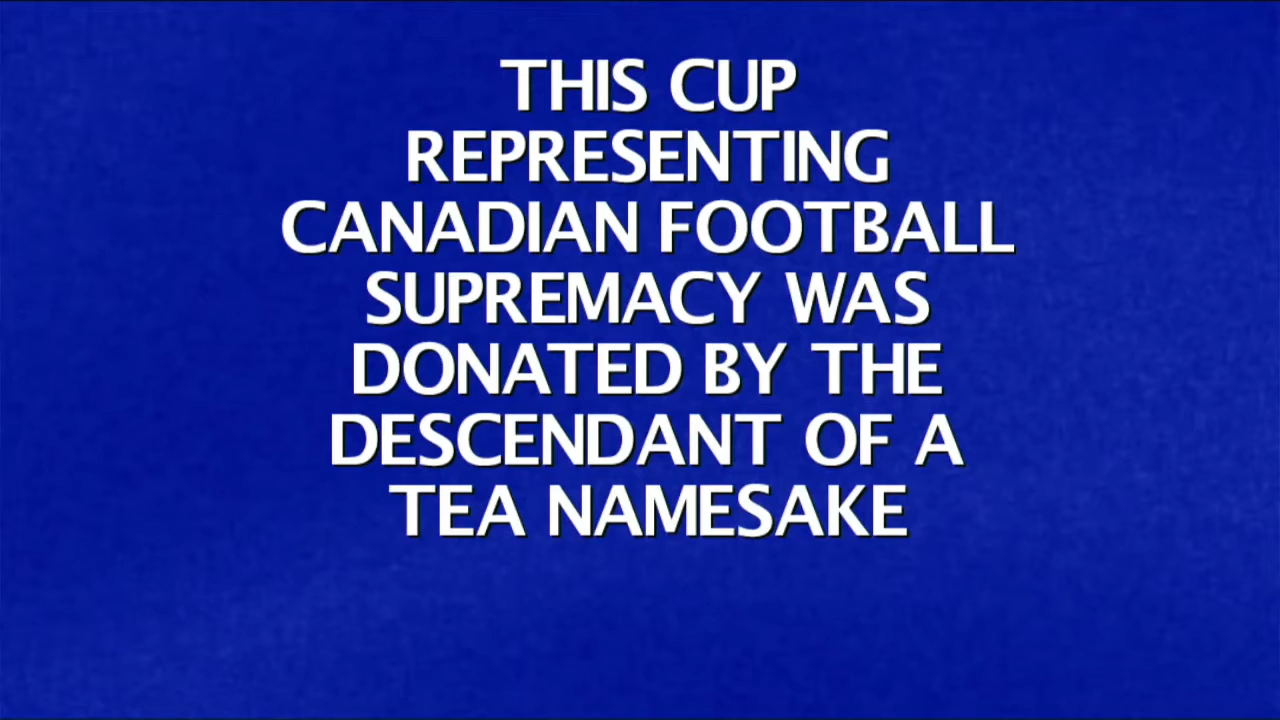 THIS CUP
REPRESENTING
CANADIAN FOOTBALL
SUPREMACY WAS
DONATED BY THE
DESCENDANT OF A
TEA NAMESAKE